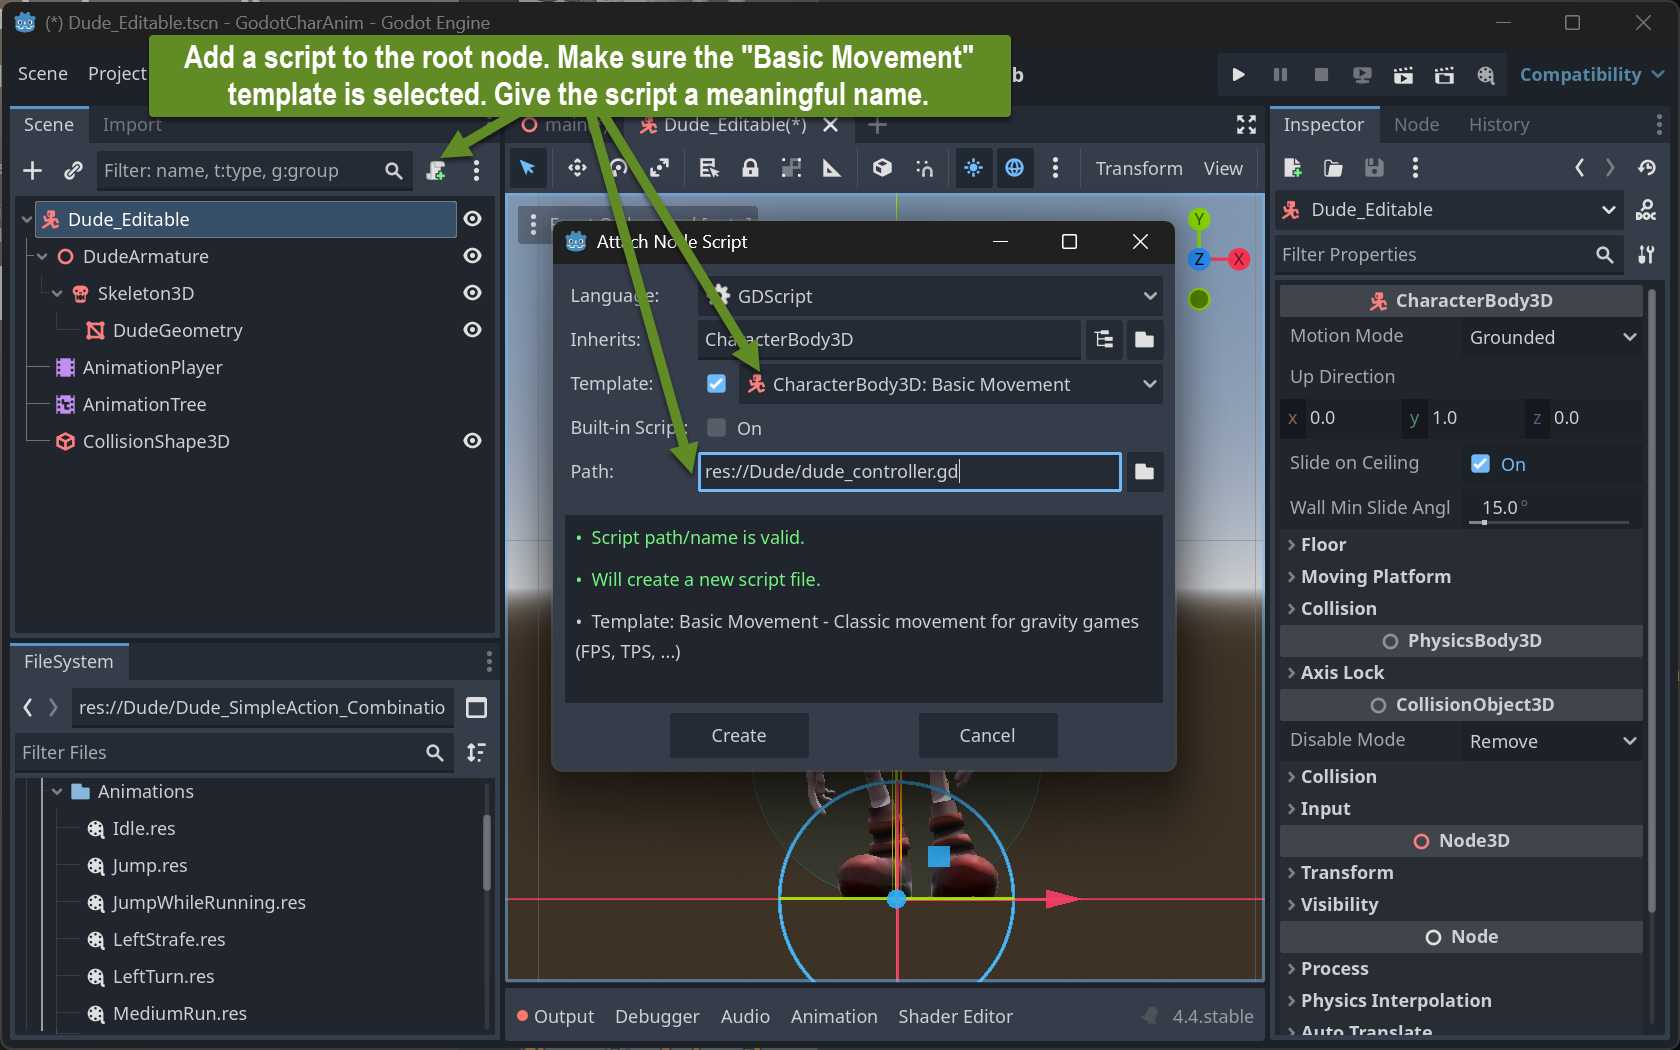 (*) Dude_Editable.tscn - GodotCharAnim - Godot Engine
Add a script to the root node. Make sure the "Basic Movement"
template is selected. Give the script a meaningful name.
Scene Project
Compatibility
Scene Import
Dude_Editable(*)
Inspector Node History
Filter: name, t:type, g:group
Transform View
Dude_Editable
DudeArmature
Skeleton3D
DudeGeometry
AnimationPlayer
AnimationTree
CollisionShape3D
Y
Z X
Attach Node Script
Language: GDScript
Inherits: CharacterBody3D
Template: CharacterBody3D: Basic Movement
Built-in Script: On
Path: res://Dude/dude_controller.gd
• Script path/name is valid.
• Will create a new script file.
• Template: Basic Movement - Classic movement for gravity games
(FPS, TPS, ...)
Create Cancel
Dude_Editable
DOC
Filter Properties
CharacterBody3D
Motion Mode Grounded
Up Direction
x 0.0 y 1.0 z 0.0
Slide on Ceiling On
Wall Min Slide Angl 15.0 °
Floor
Moving Platform
Collision
PhysicsBody3D
Axis Lock
CollisionObject3D
Disable Mode Remove
Collision
Input
Node3D
Transform
Visibility
Node
Process
Physics Interpolation
Auto Translate
FileSystem
res://Dude/Dude_SimpleAction_Combinatio
Filter Files
Animations
Idle.res
Jump.res
JumpWhileRunning.res
LeftStrafe.res
LeftTurn.res
MediumRun.res
Output Debugger Audio Animation Shader Editor 4.4.stable